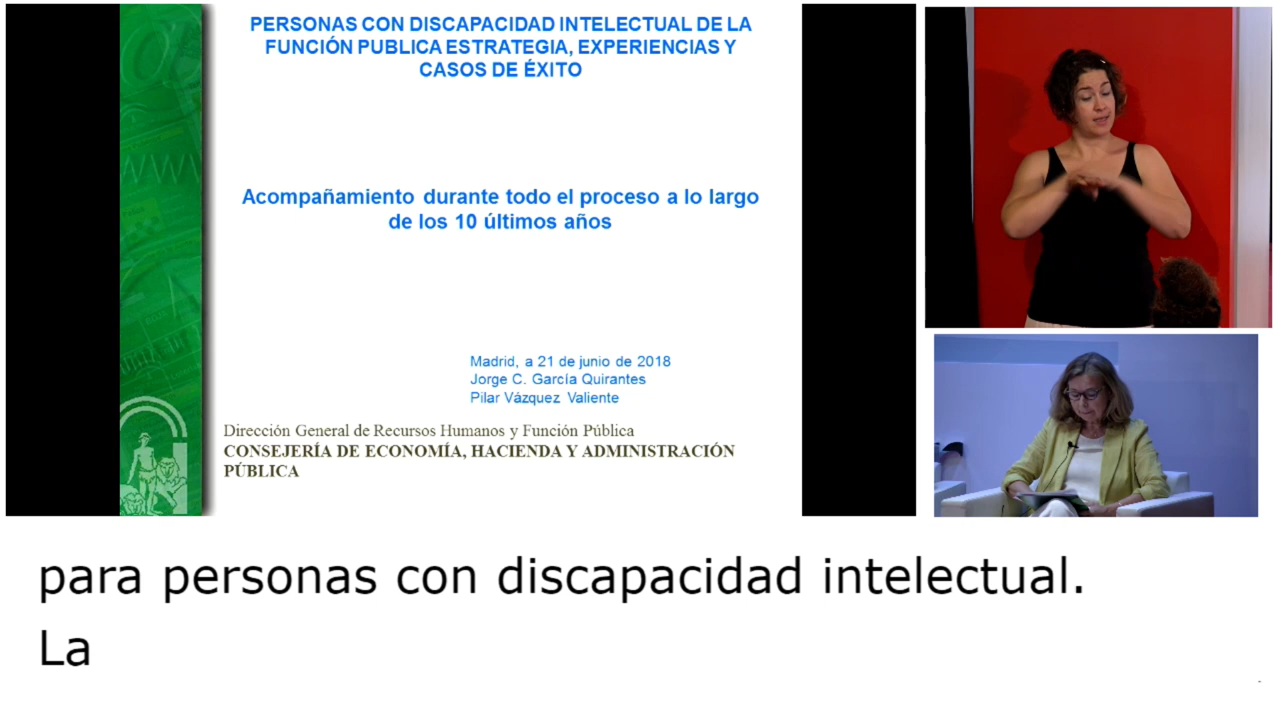 PERSONAS CON DISCAPACIDAD INTELECTUAL DE LA
FUNCIÓN PUBLICA ESTRATEGIA, EXPERIENCIAS Y
CASOS DE ÉXITO
Acompañamiento durante todo el proceso a lo largo
de los 10 últimos años
Madrid, a 21 de junio de 2018
Jorge C. García Quirantes
Pilar Vázquez Valiente
Dirección General de Recursos Humanos y Función Pública
CONSEJERÍA DE ECONOMÍA, HACIENDA Y ADMINISTRACIÓN
PÚBLICA
para personas con discapacidad intelectual.
La